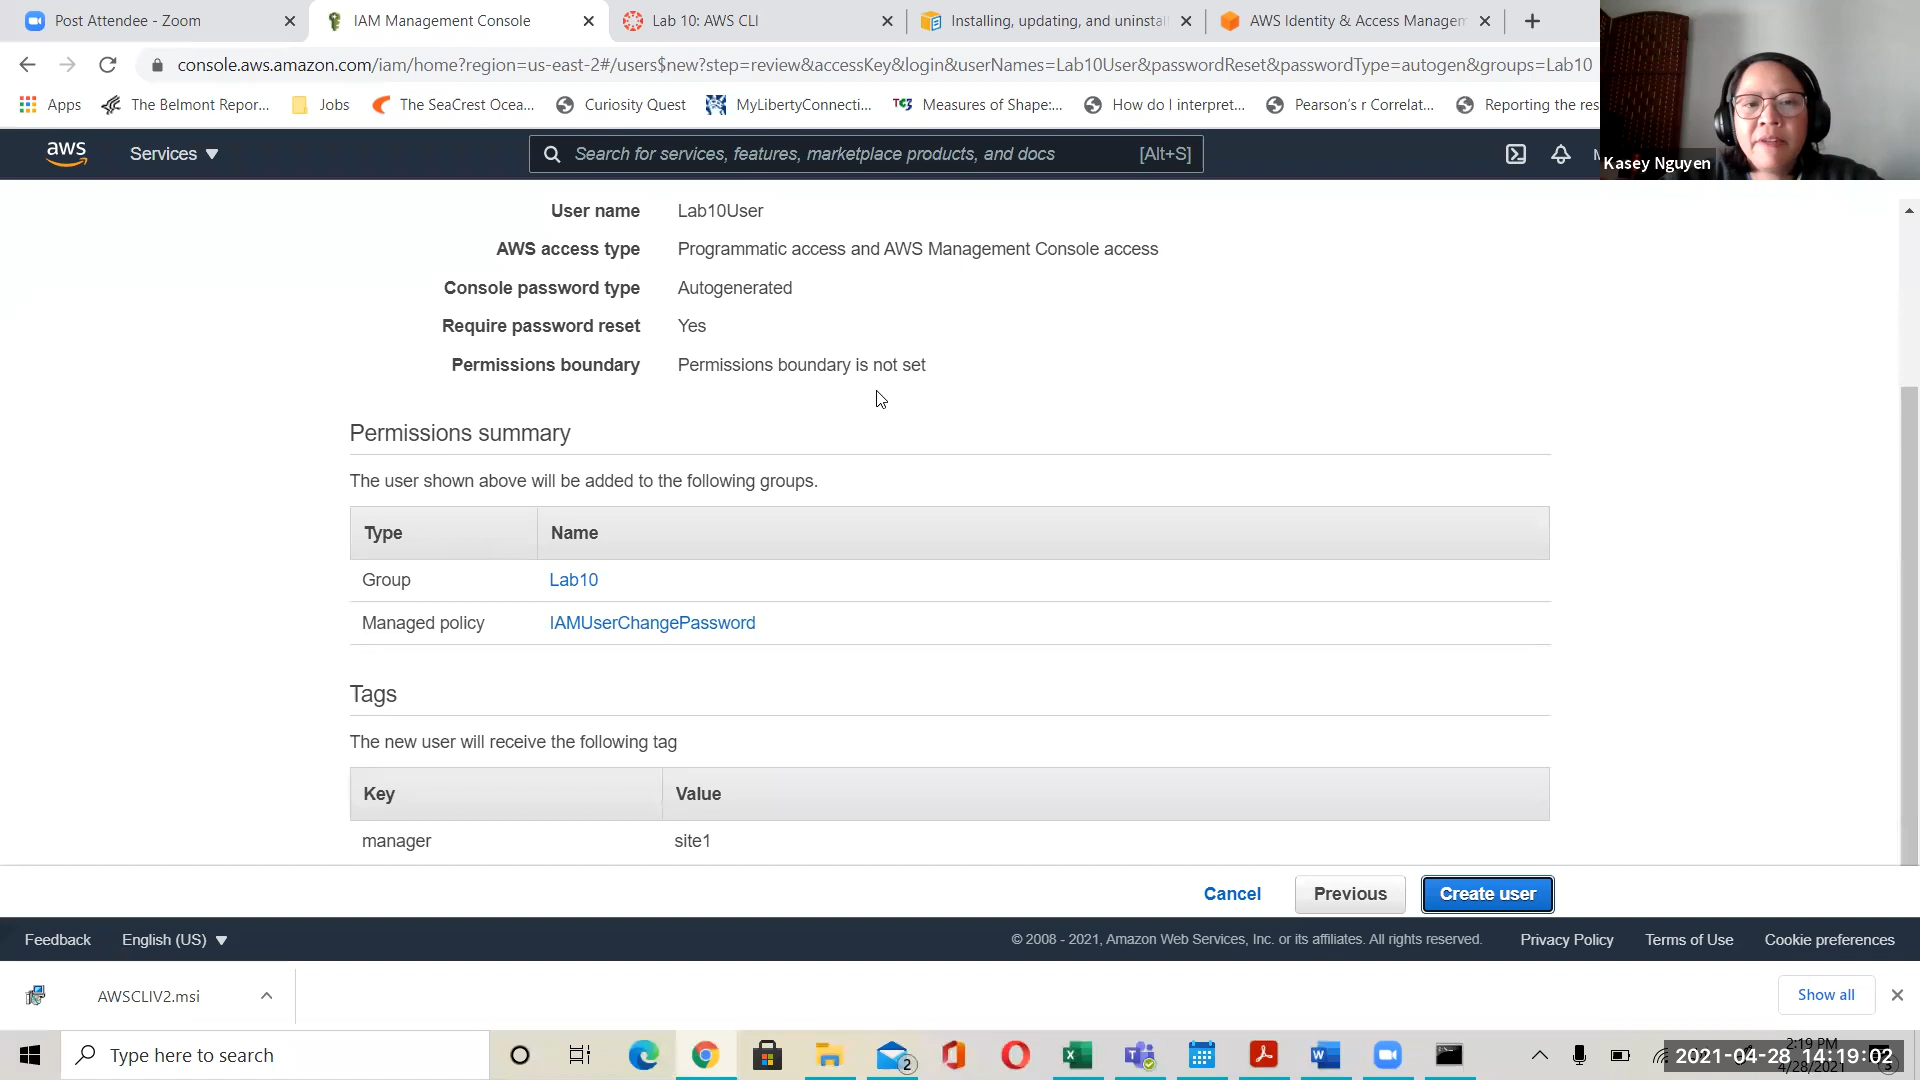 Post Attendee - Zoom
IAM Management Console
Lab 10: AWS CLI
Installing, updating, and uninstal
AWS Identity & Access Managem
console.aws.amazon.com/iam/home?region=us-east-2#/users$new?step=review&accessKey&login&userNames=Lab10User&passwordReset&passwordType=autogen&groups=Lab10
Apps
The Belmont Repor...
Jobs
The SeaCrest Ocea...
Curiosity Quest
MyLibertyConnecti...
Measures of Shape:...
How do I interpret...
Pearson's r Correlat...
Reporting the res
Kasey Nguyen
aws
Services
Search for services, features, marketplace products, and docs
[Alt+S]
User name Lab10User
AWS access type Programmatic access and AWS Management Console access
Console password type Autogenerated
Require password reset Yes
Permissions boundary Permissions boundary is not set
Permissions summary
The user shown above will be added to the following groups.
Type Name
Group Lab10
Managed policy IAMUserChangePassword
Tags
The new user will receive the following tag
Key Value
manager site1
Cancel
Previous
Create user
Feedback
English (US)
© 2008 - 2021, Amazon Web Services, Inc. or its affiliates. All rights reserved.
Privacy Policy
Terms of Use
Cookie preferences
AWSCLIV2.msi
Show all
Type here to search
2
2:19 PM
2021-04-28 14:19:02
4/28/2021